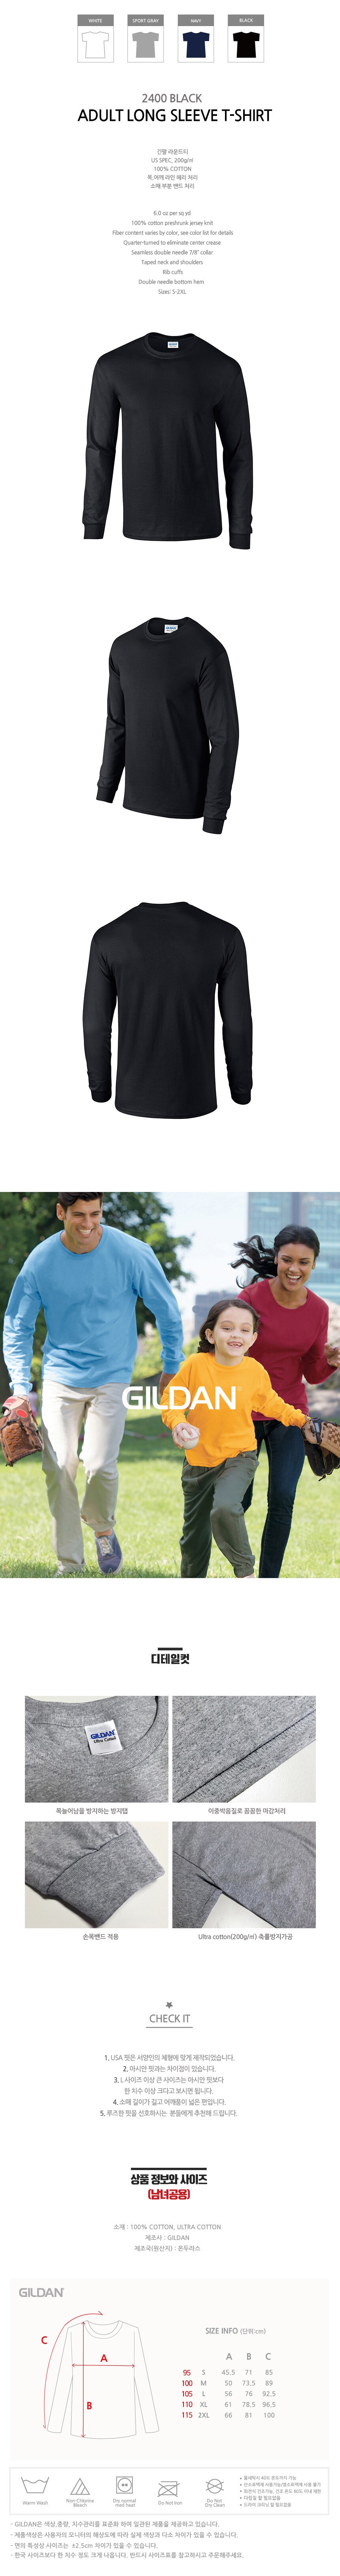 WHITE
SPORT GRAY
NAVY
BLACK
2400 BLACK
ADULT LONG SLEEVE T-SHIRT
긴팔 라운드티
US SPEC, 200g/㎡
100% COTTON
목,어깨라인 테리 처리
소매 부분 밴드 처리
6.0 oz per sq yd
100% cotton preshrunk jersey knit
Fiber content varies by color, see color list for details
Quarter-turned to eliminate center crease
Seamless double needle 7/8" collar
Taped neck and shoulders
Rib cuffs
Double needle bottom hem
Sizes: S-2XL
GILDAN
디테일컷
GILDAN
Ultra Cotton
목늘어남을 방지하는 방지탭
이중박음질로 꼼꼼한 마감처리
손목밴드 적용
Ultra cotton(200g/㎡) 축률방지가공
CHECK IT
1, USA 핏은 서양인의 체형에 맞게 제작되었습니다.
2, 아시안 핏과는 차이점이 있습니다.
3, L 사이즈 이상 큰 사이즈는 아시안 핏보다
한 치수 이상 크다고 보시면 됩니다.
4, 소매 길이가 길고 어깨품이 넓은 편입니다.
5, 루즈한 핏을 선호하시는 분들에게 추천해 드립니다.
상품 정보와 사이즈
(남녀공용)
소재 : 100% COTTON, ULTRA COTTON
제조사 : GILDAN
제조국(원산지) : 온두라스
GILDAN
SIZE INFO (단위:cm)
A B C
95 S 45,5 71 85
100 M 50 73,5 89
105 L 56 76 92,5
110 XL 61 78,5 96,5
115 2XL 66 81 100
C
A
B
Warm Wash
Non-Chlorine Bleach
Dry normal med heat
Do Not Iron
Do Not Dry Clean
- GILDAN은 색상,중량, 치수관리를 표준화 하여 일관된 제품을 제공하고 있습니다.
- 제품색상은 사용자의 모니터의 해상도에 따라 실제 색상과 다소 차이가 있을 수 있습니다.
- 면의 특성상 사이즈는 ±2,5cm 차이가 있을 수 있습니다.
- 한국 사이즈보다 한 치수 정도 크게 나옵니다. 반드시 사이즈표를 참고하시고 주문해주세요.